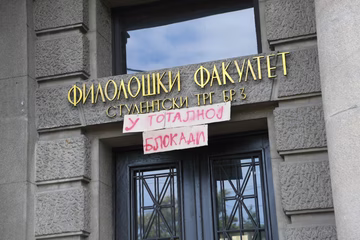 ФИЛОЛОШКИ ФАКУЛТЕТ
СТУДЕНТСКИ ТРГ БР. 3
У ТОТАЛНОЈ
БЛОКАДИ